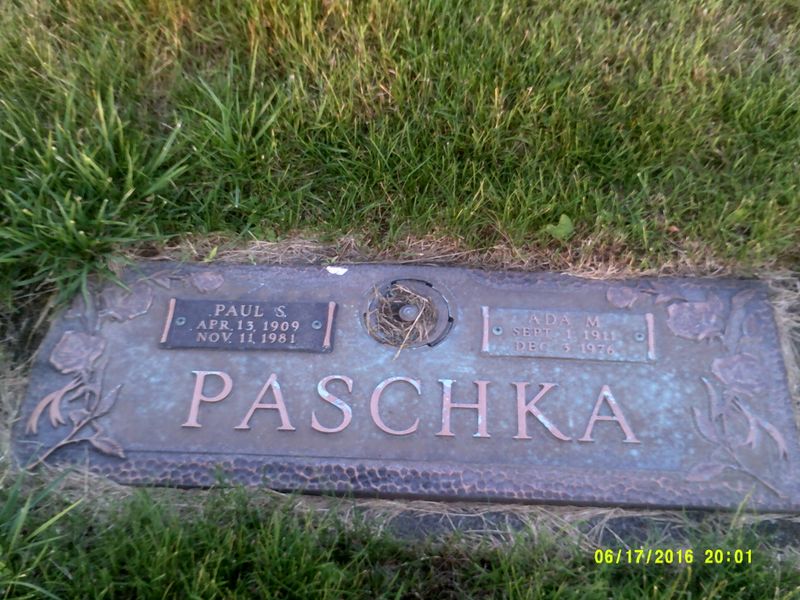 PAUL S.
APR. 13, 1909
NOV. 11, 1981
ADA M.
SEPT. 1, 1911
DEC. 3, 1976
PASCHKA
06/17/2016 20:01